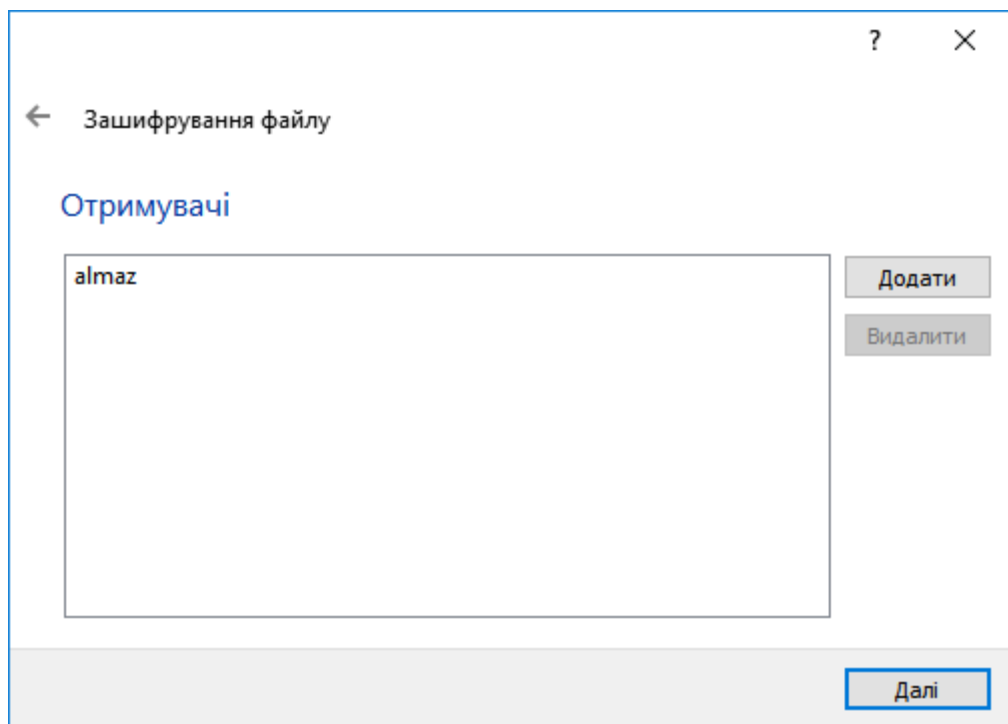 ?
Зашифрування файлу
Отримувачі
almaz
Додати
Видалити
Далі